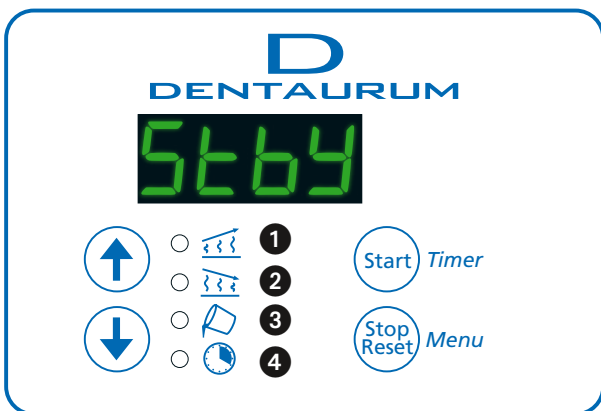 D
DENTAURUM
Stby
1
Start Timer
2
3
Stop
Reset Menu
4